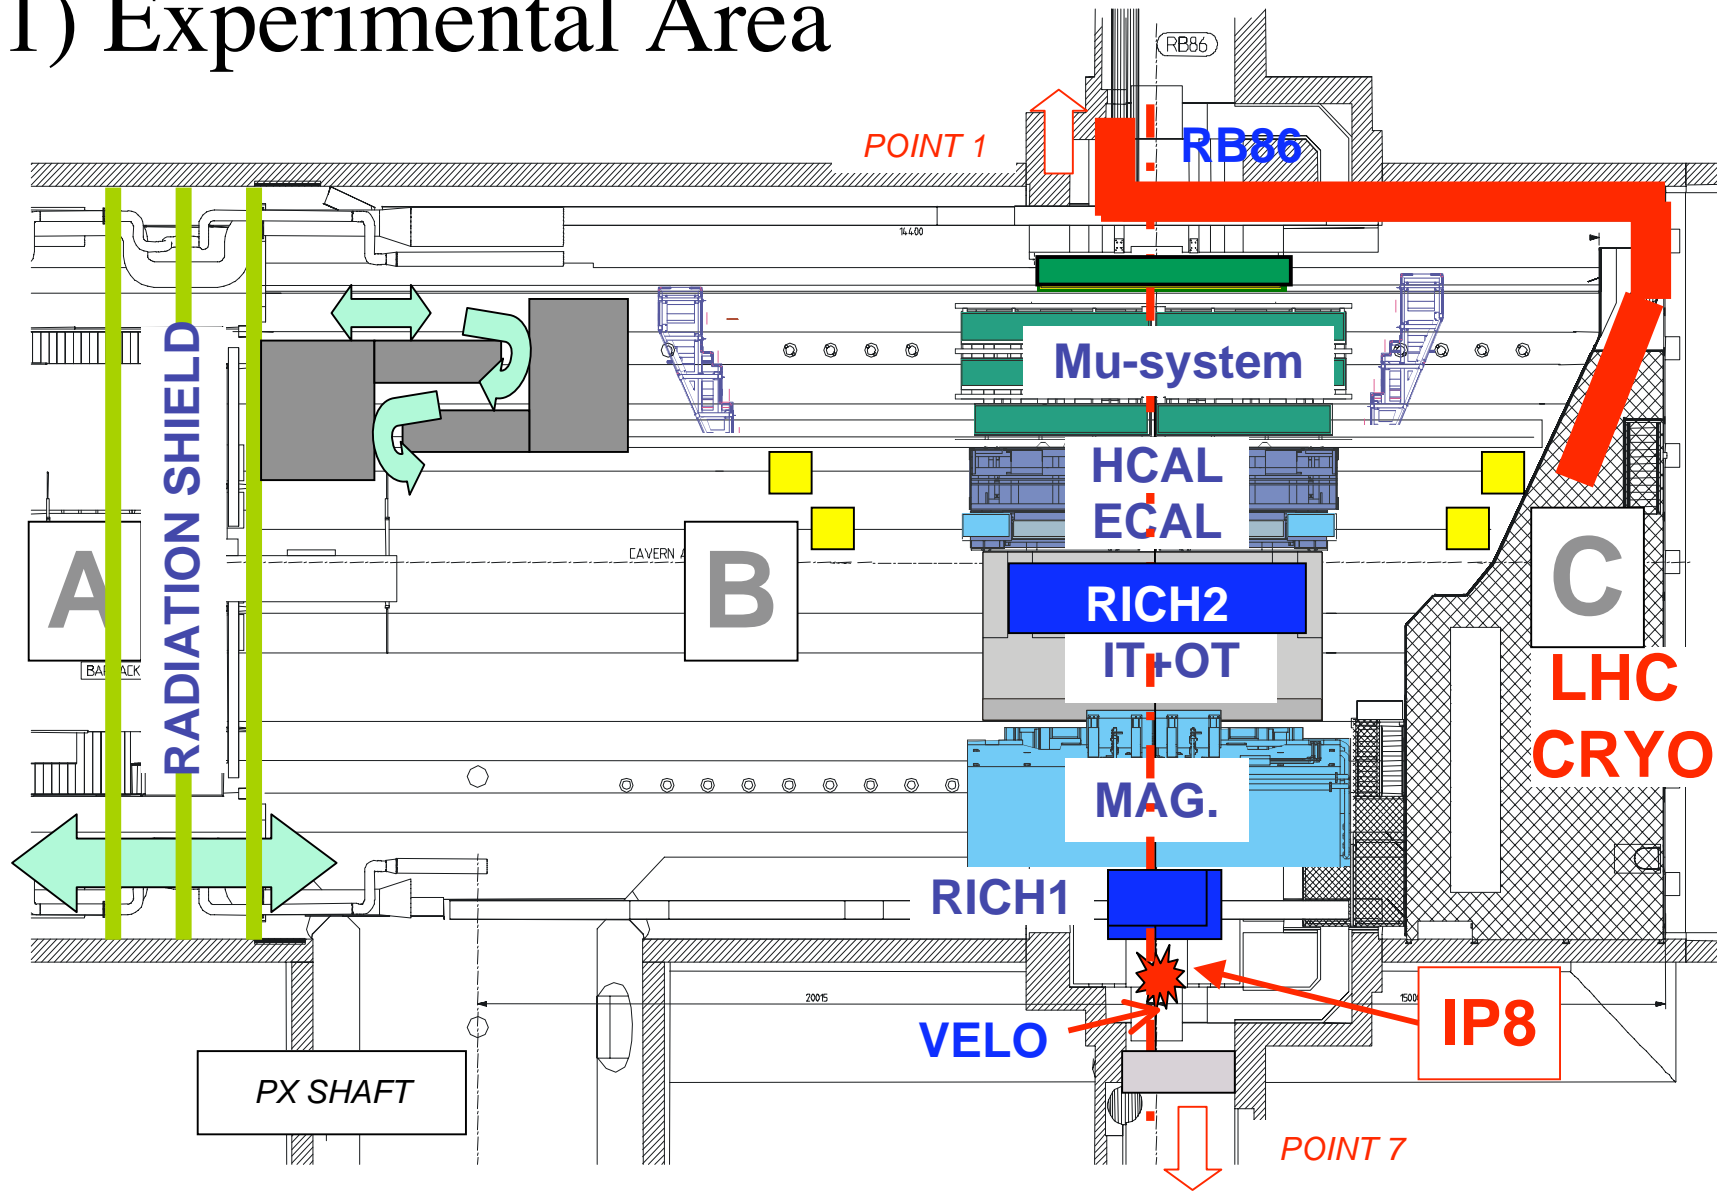 1) Experimental Area
RB86
POINT 1
RB86
14400
RADIATION SHIELD
Mu-system
HCAL
ECAL
A
B
C
CAVERN A
RICH2
IT+OT
LHC
CRYO
MAG.
RICH1
20015
1500
VELO
IP8
PX SHAFT
POINT 7